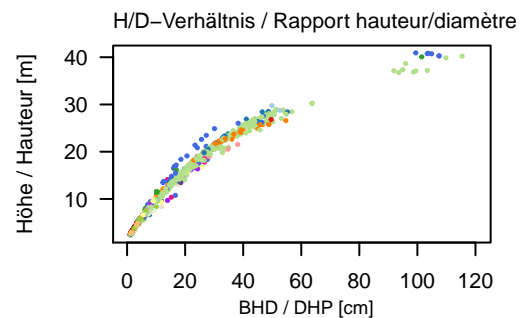 H/D−Verhältnis / Rapport hauteur/diamètre
Höhe / Hauteur [m]
40
30
20
10
0 20 40 60 80 100 120
BHD / DHP [cm]